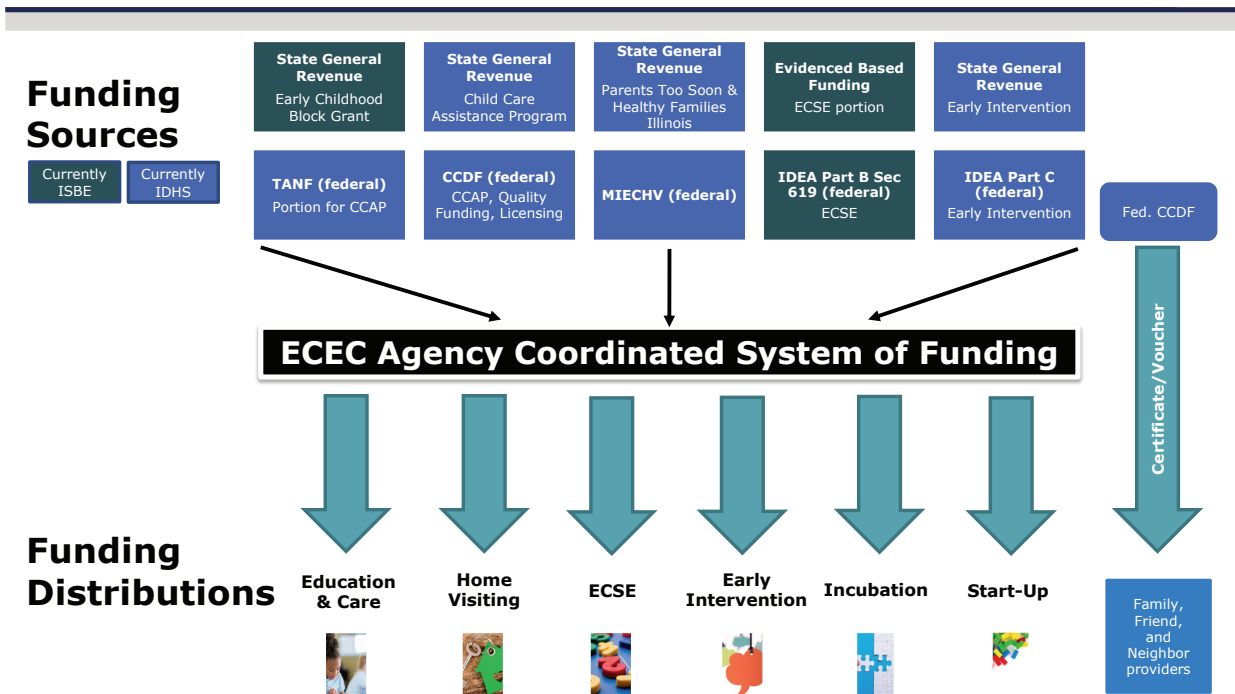 Funding
Sources
Currently
ISBE
Currently
IDHS
State General
Revenue
Early Childhood
Block Grant
State General
Revenue
Child Care
Assistance Program
State General
Revenue
Parents Too Soon &
Healthy Families
Illinois
Evidenced Based
Funding
ECSE portion
State General
Revenue
Early Intervention
TANF (federal)
Portion for CCAP
CCDF (federal)
CCAP, Quality
Funding, Licensing
MIECHV (federal)
IDEA Part B Sec
619 (federal)
ECSE
IDEA Part C
(federal)
Early Intervention
Fed. CCDF
ECEC Agency Coordinated System of Funding
Certificate/Voucher
Funding
Distributions
Education
& Care
Home
Visiting
ECSE
Early
Intervention
Incubation
Start-Up
Family,
Friend,
and
Neighbor
providers